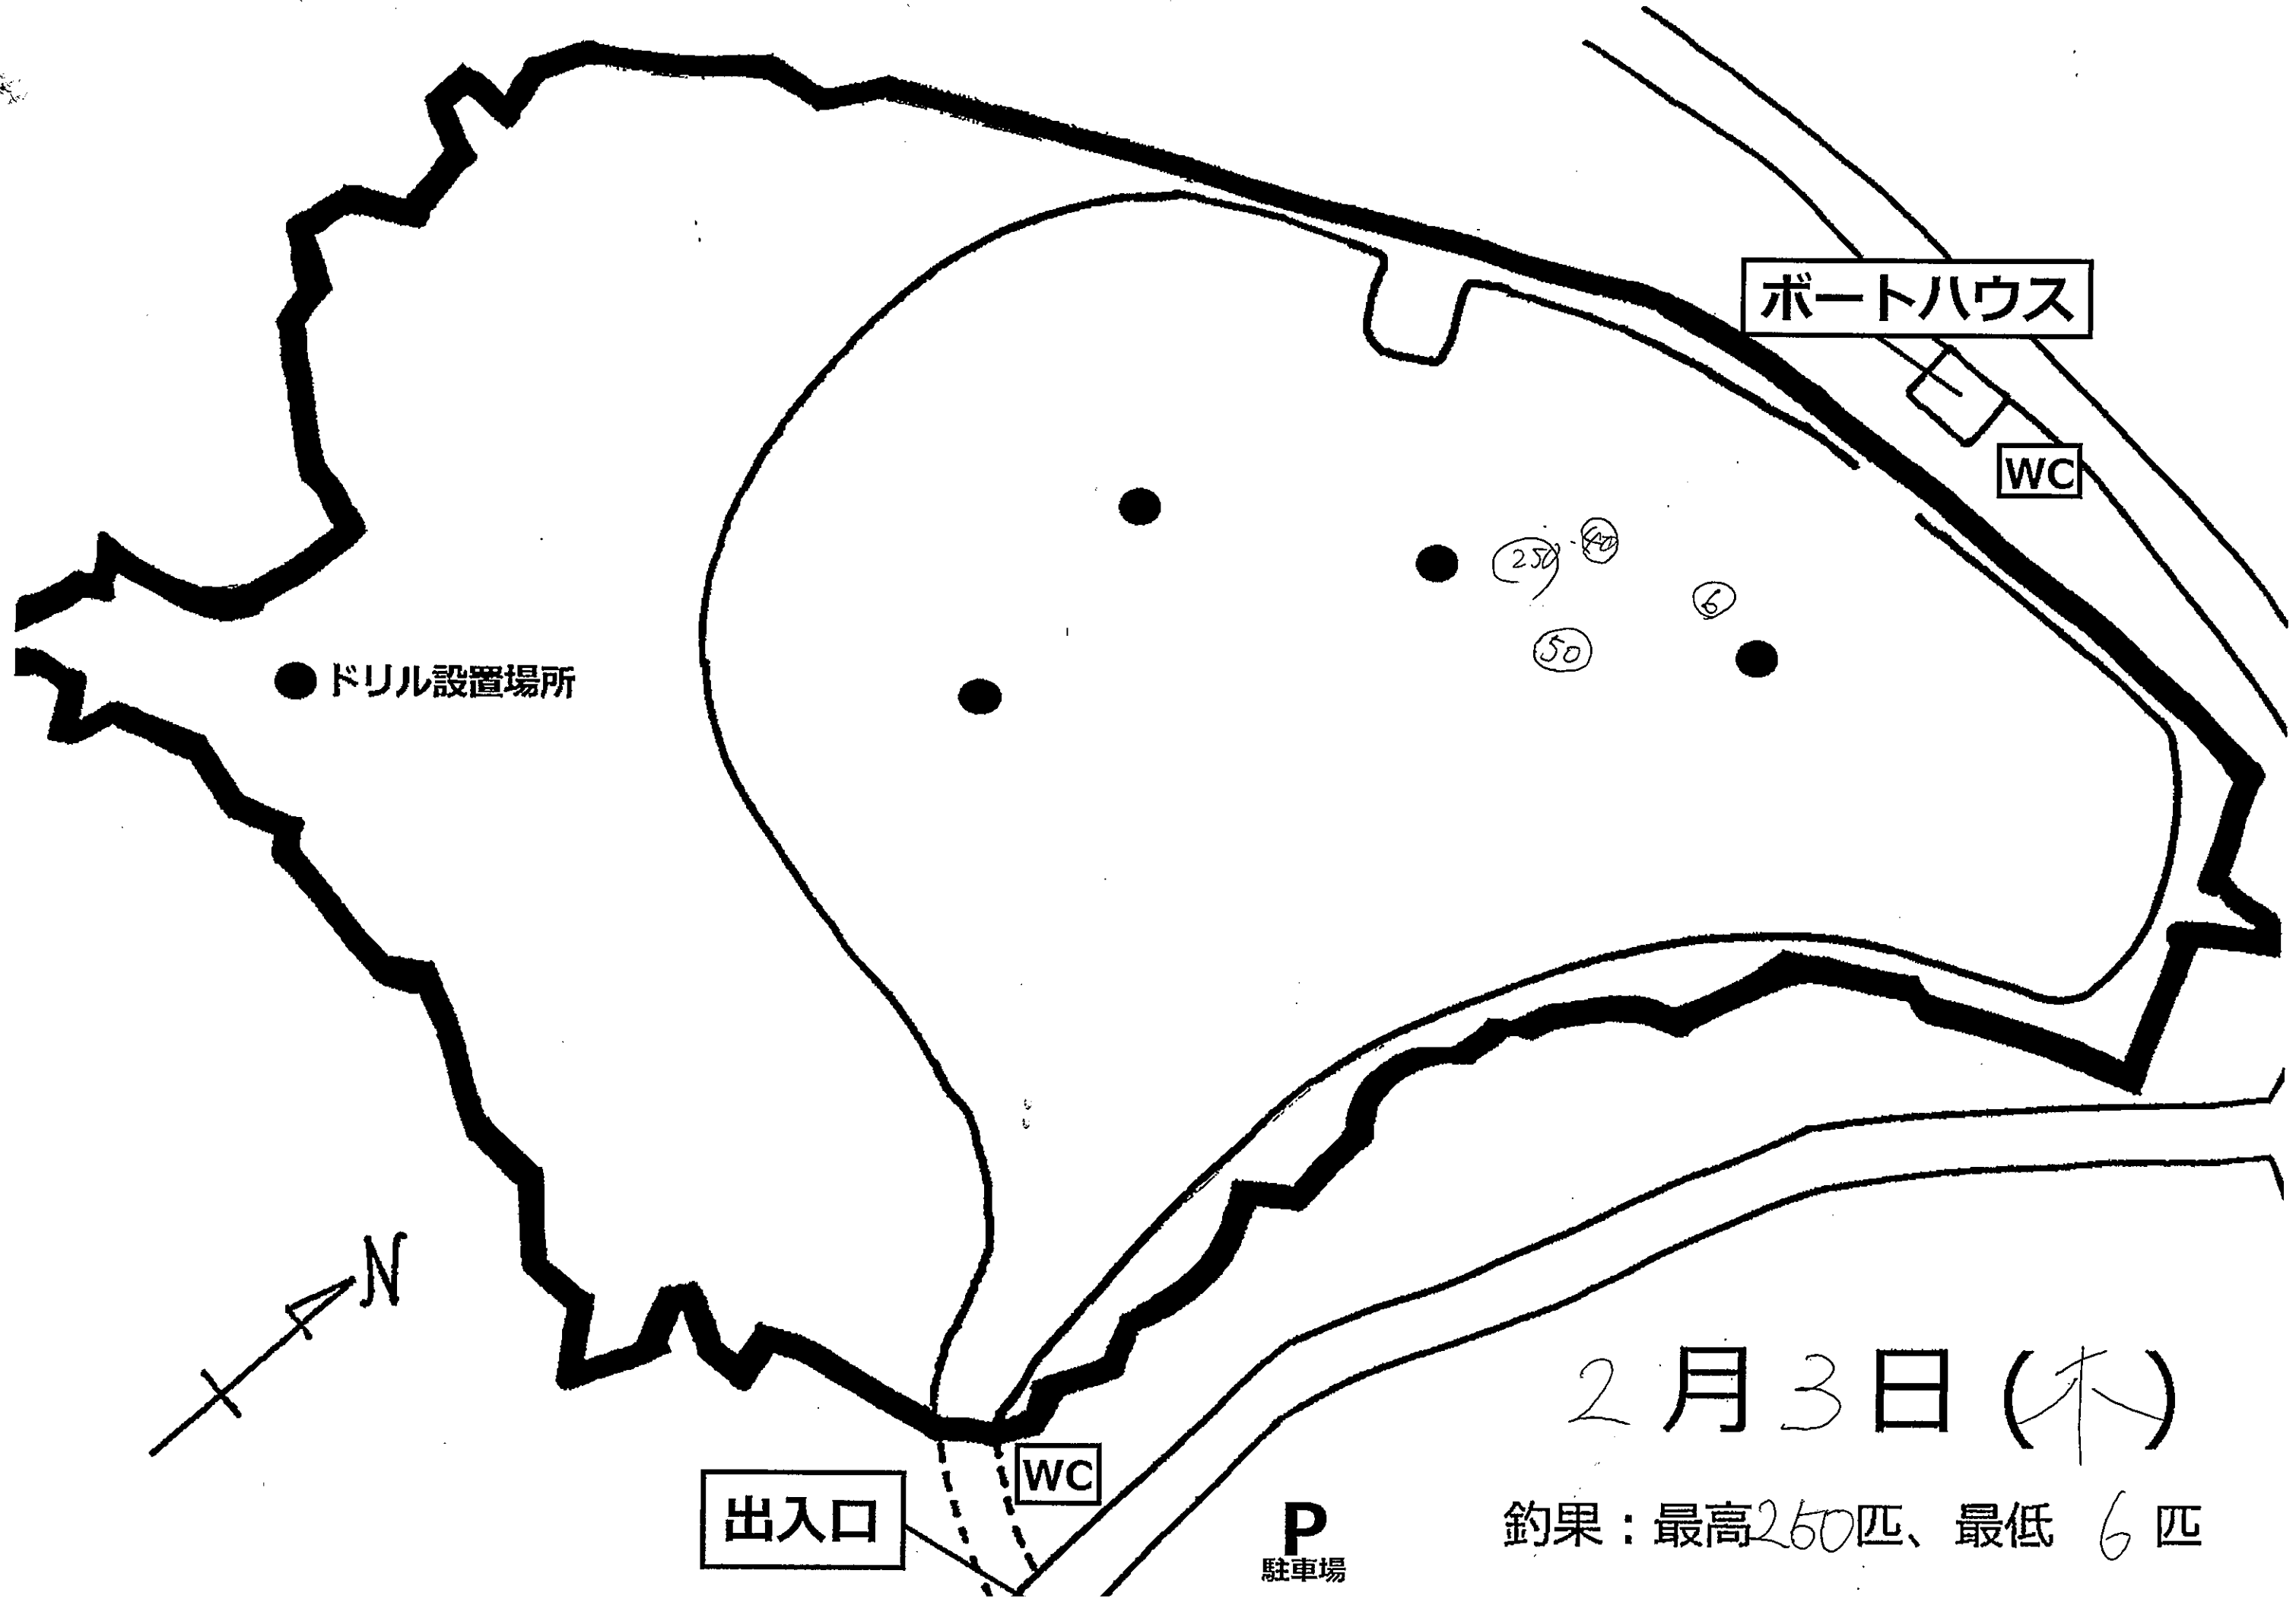 ボートハウス
WC
250
40
6
50
ドリル設置場所
N
2月3日(木)
WC
出入口
P
駐車場
釣果：最高250匹、最低 6匹